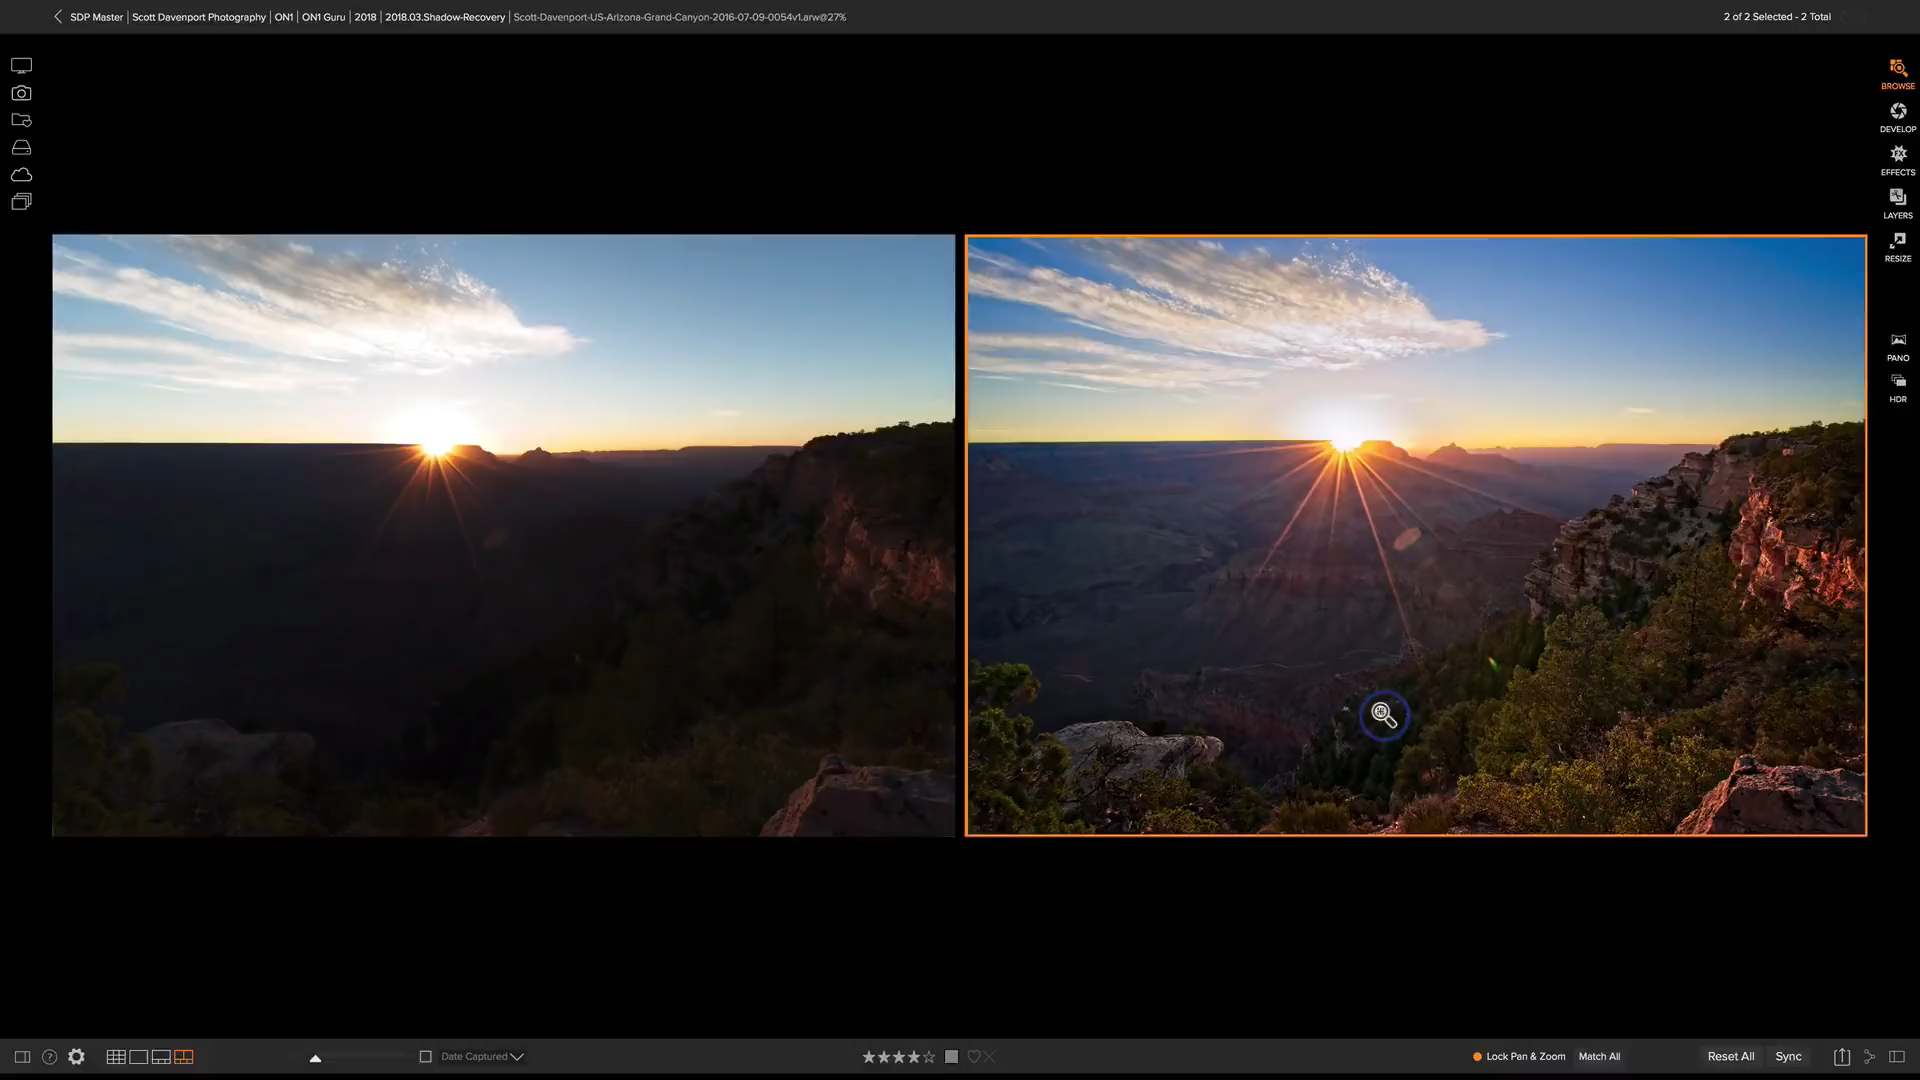 SDP Master | Scott Davenport Photography | ON1 | ON1 Guru | 2018 | 2018.03.Shadow-Recovery | Scott-Davenport-US-Arizona-Grand-Canyon-2016-07-09-0054v1.arw@27%
2 of 2 Selected - 2 Total
BROWSE
DEVELOP
FX
EFFECTS
LAYERS
RESIZE
PANO
HDR
?
Date Captured
Lock Pan & Zoom
Match All
Reset All
Sync